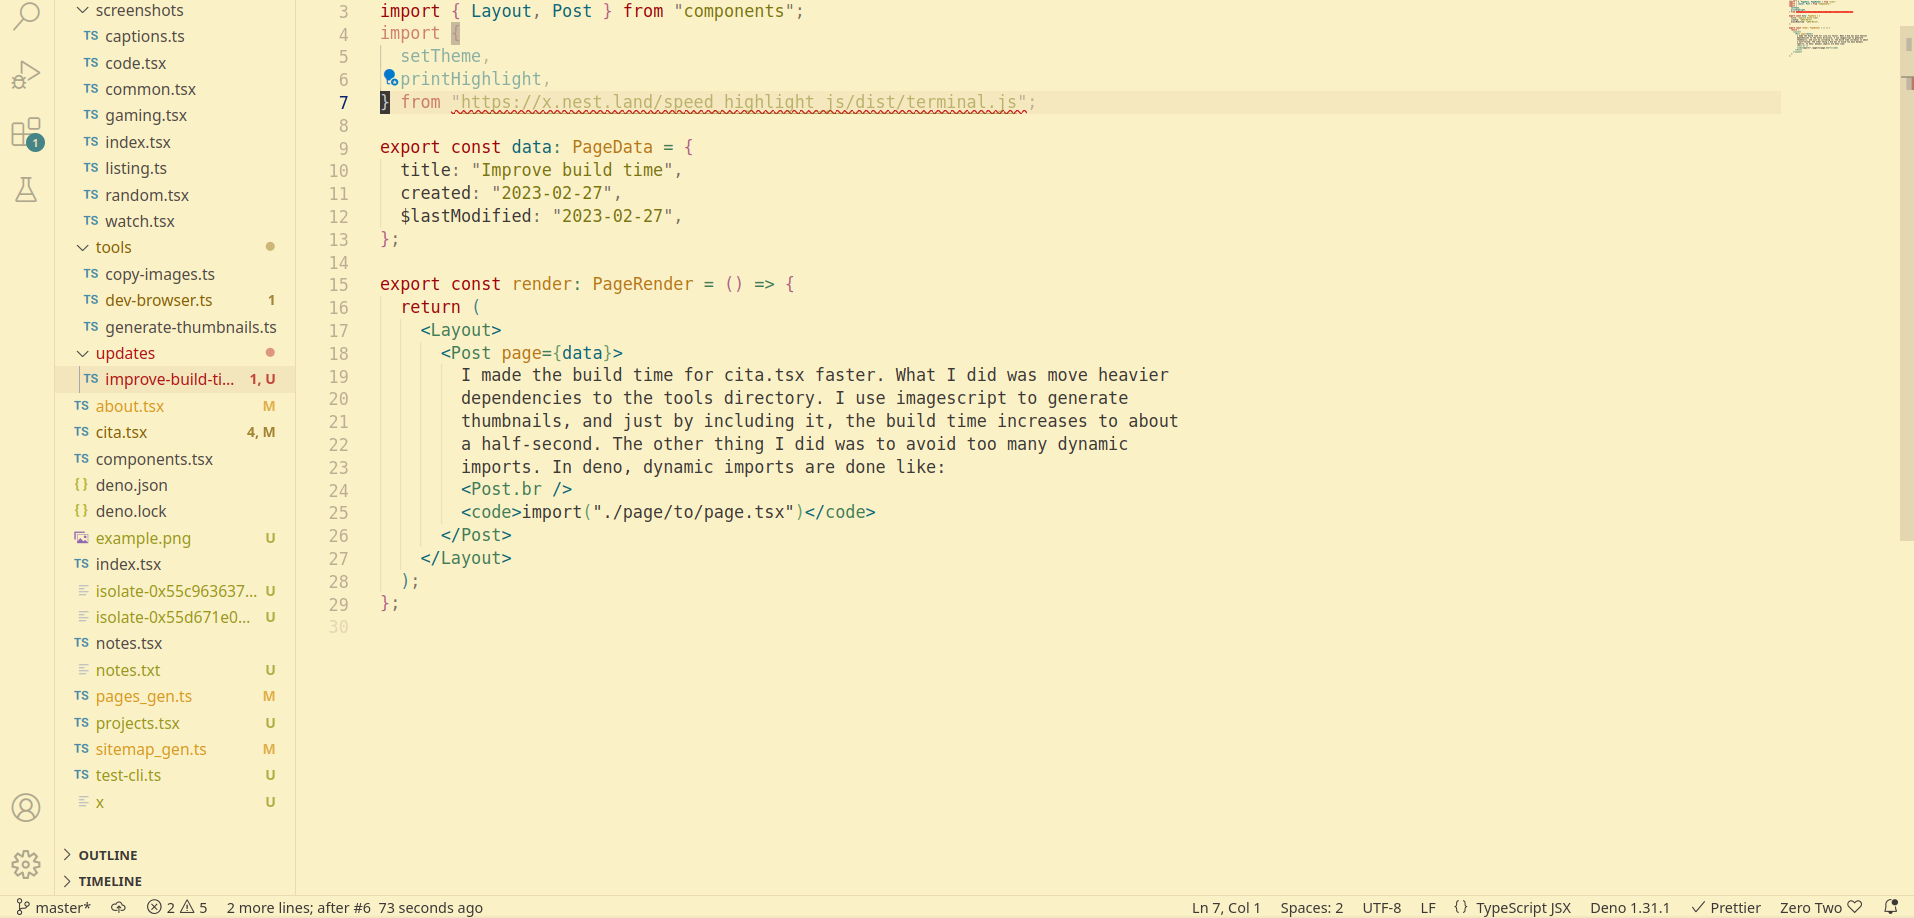 screenshots
TS captions.ts
TS code.tsx
TS common.tsx
TS gaming.tsx
TS index.tsx
TS listing.ts
TS random.tsx
TS watch.tsx
tools
TS copy-images.ts
TS dev-browser.ts 1
TS generate-thumbnails.ts
updates
TS improve-build-ti... 1, U
TS about.tsx M
TS cita.tsx 4, M
TS components.tsx
{} deno.json
{} deno.lock
example.png U
TS index.tsx
isolate-0x55c963637... U
isolate-0x55d671e0... U
TS notes.tsx
notes.txt U
TS pages_gen.ts M
TS projects.tsx U
TS sitemap_gen.ts M
TS test-cli.ts U
x U
OUTLINE
TIMELINE
1
3 import { Layout, Post } from "components";
4 import {
5 setTheme,
6 printHighlight,
7 } from "https://x.nest.land/speed_highlight_js/dist/terminal.js";
8
9 export const data: PageData = {
10 title: "Improve build time",
11 created: "2023-02-27",
12 $lastModified: "2023-02-27",
13 };
14
15 export const render: PageRender = () => {
16 return (
17 <Layout>
18 <Post page={data}>
19 I made the build time for cita.tsx faster. What I did was move heavier
20 dependencies to the tools directory. I use imagescript to generate
21 thumbnails, and just by including it, the build time increases to about
22 a half-second. The other thing I did was to avoid too many dynamic
23 imports. In deno, dynamic imports are done like:
24 <Post.br />
25 <code>import("./page/to/page.tsx")</code>
26 </Post>
27 </Layout>
28 );
29 };
30
master* 2 5 2 more lines; after #6 73 seconds ago Ln 7, Col 1 Spaces: 2 UTF-8 LF {} TypeScript JSX Deno 1.31.1 Prettier Zero Two